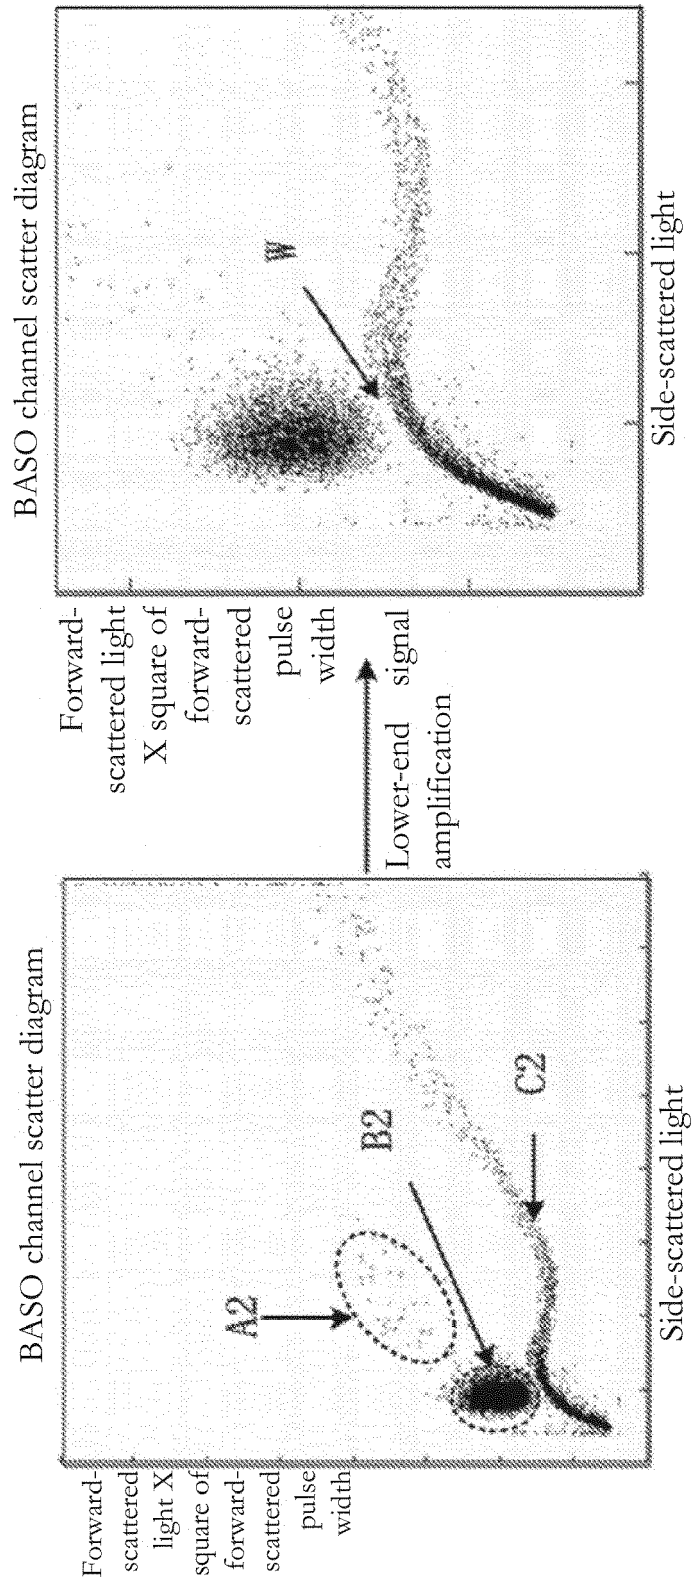 BASO channel scatter diagram
Forward-
scattered
light X
square of
forward-
scattered
pulse
width
A2
B2
C2
Side-scattered light
Lower-end signal
amplification
BASO channel scatter diagram
Forward-
scattered light
X square of
forward-
scattered
pulse
width
W
Side-scattered light